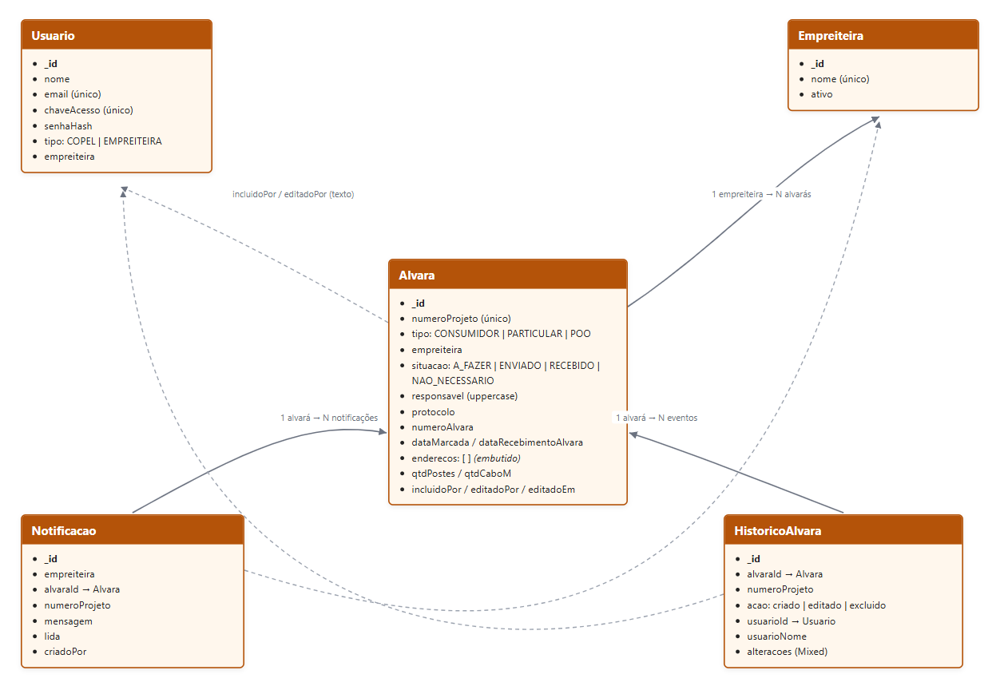 Usuario
_id
nome
email (único)
chaveAcesso (único)
senhaHash
tipo: COPEL | EMPREITEIRA
empreiteira
Empreiteira
_id
nome (único)
ativo
incluidoPor / editadoPor (texto)
1 empreiteira → N alvarás
Alvara
_id
numeroProjeto (único)
tipo: CONSUMIDOR | PARTICULAR | POO
empreiteira
situacao: A_FAZER | ENVIADO | RECEBIDO |
NAO_NECESSARIO
responsavel (uppercase)
protocolo
numeroAlvara
dataMarcada / dataRecebimentoAlvara
enderecos: [ ] (embutido)
qtdPostes / qtdCaboM
incluidoPor / editadoPor / editadoEm
1 alvará → N notificações
1 alvará → N eventos
Notificacao
_id
empreiteira
alvaraId → Alvara
numeroProjeto
mensagem
lida
criadoPor
HistoricoAlvara
_id
alvaraId → Alvara
numeroProjeto
acao: criado | editado | excluido
usuarioId → Usuario
usuarioNome
alteracoes (Mixed)